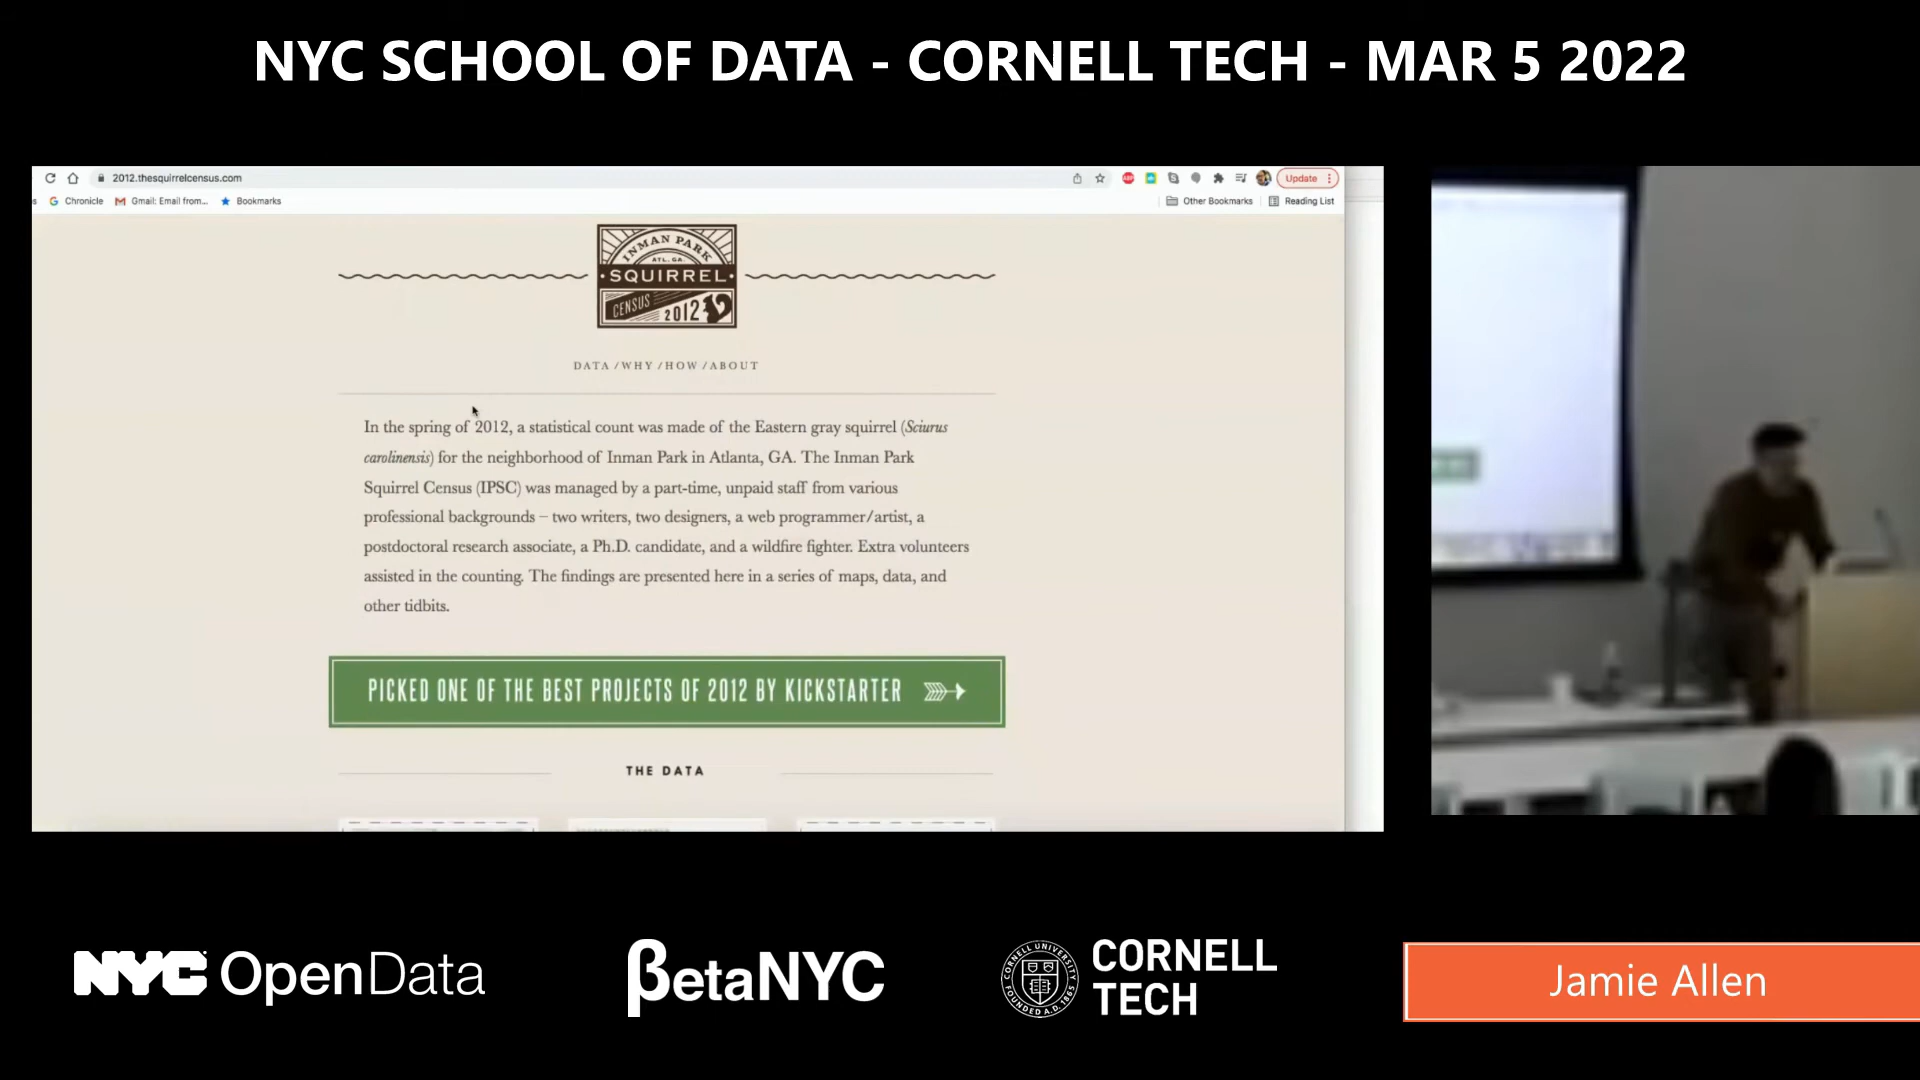 NYC SCHOOL OF DATA - CORNELL TECH - MAR 5 2022
2012.thesquirrelcensus.com
Update
s
Chronicle
Gmail: Email from...
Bookmarks
Other Bookmarks
Reading List
INMAN PARK
ATL. GA.
SQUIRREL
CENSUS 2012
DATA / WHY / HOW / ABOUT
In the spring of 2012, a statistical count was made of the Eastern gray squirrel (Sciurus
carolinensis) for the neighborhood of Inman Park in Atlanta, GA. The Inman Park
Squirrel Census (IPSC) was managed by a part-time, unpaid staff from various
professional backgrounds – two writers, two designers, a web programmer/artist, a
postdoctoral research associate, a Ph.D. candidate, and a wildfire fighter. Extra volunteers
assisted in the counting. The findings are presented here in a series of maps, data, and
other tidbits.
PICKED ONE OF THE BEST PROJECTS OF 2012 BY KICKSTARTER
THE DATA
NYC OpenData
βetaNYC
CORNELL UNIVERSITY
FOUNDED A.D. 1865
CORNELL
TECH
Jamie Allen